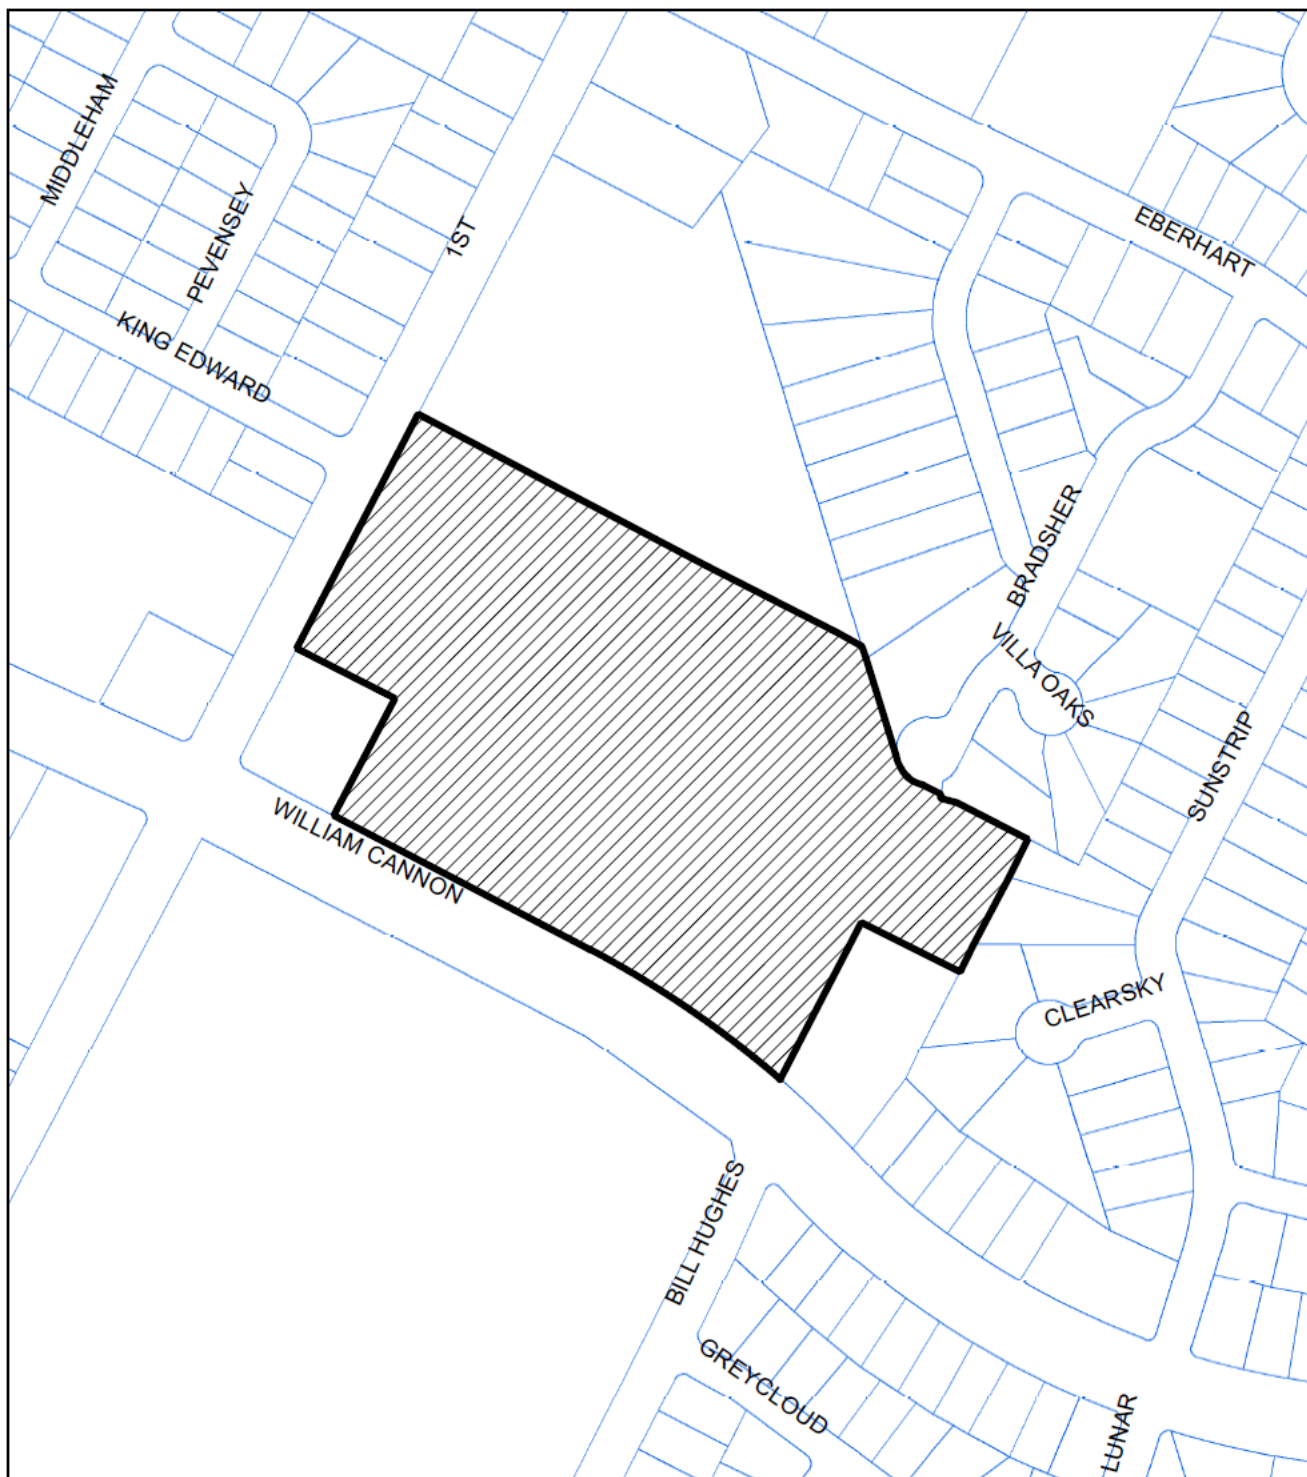 MIDDLEHAM
PEVENSEY
1ST
EBERHART
KING EDWARD
BRADSHER
VILLA OAKS
SUNSTRIP
WILLIAM CANNON
CLEARSKY
BILL HUGHES
GREYCLOUD
LUNAR